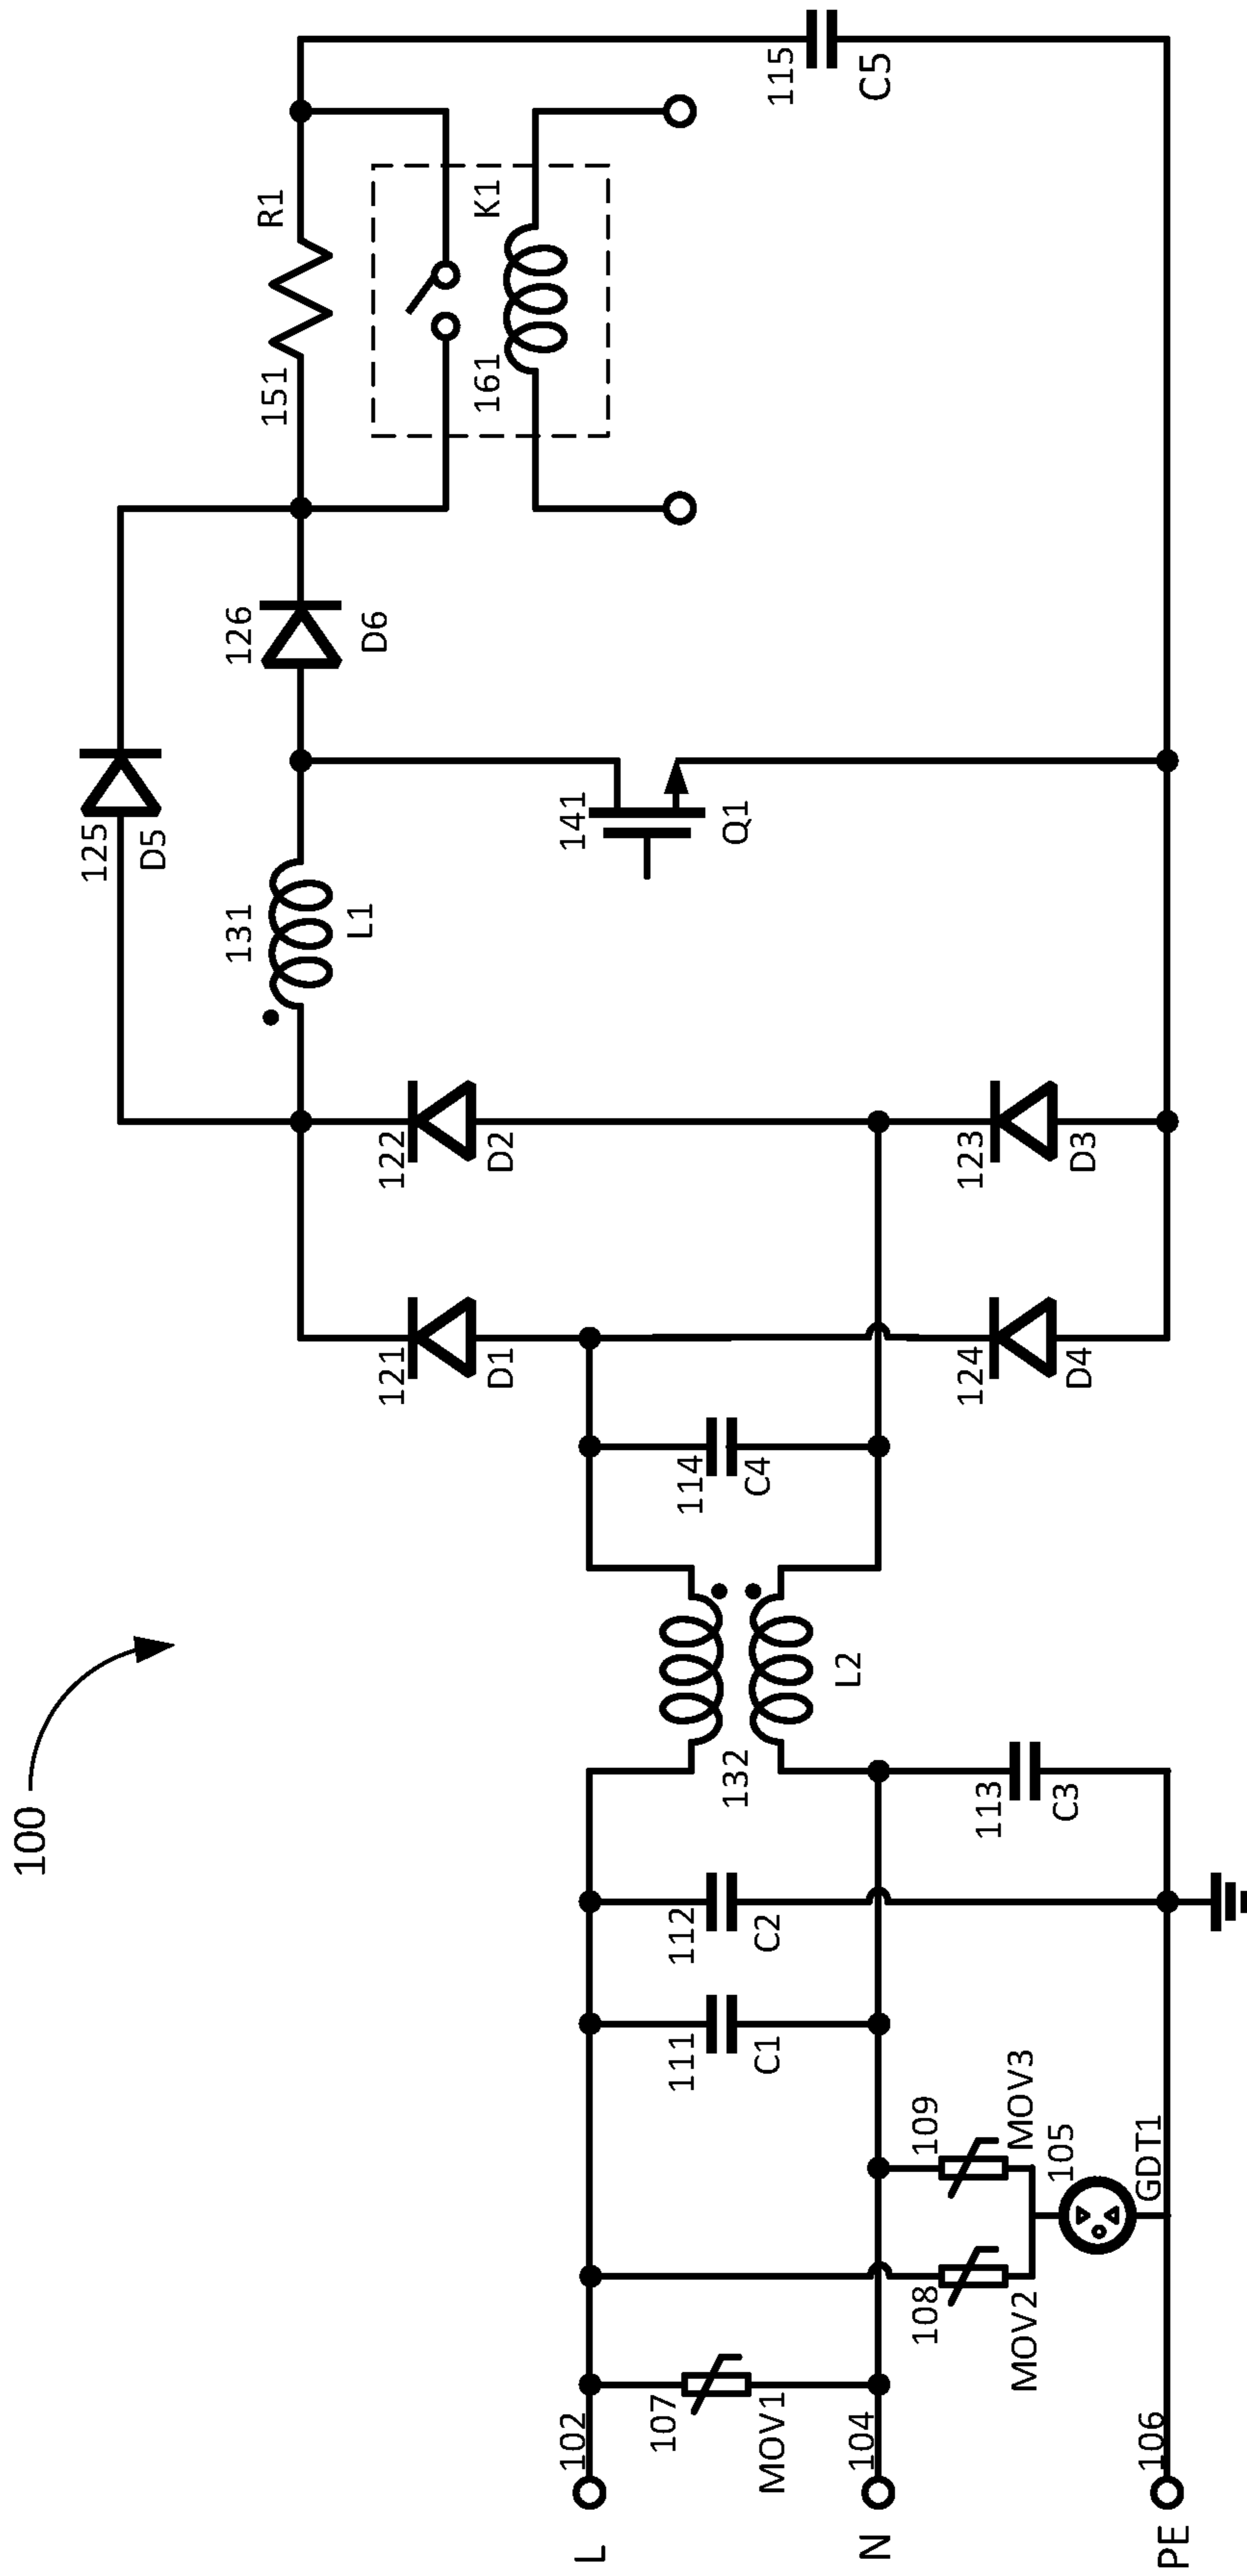 100
L
102
N
104
PE
106
107
MOV1
108
MOV2
109
MOV3
105
GDT1
111
C1
112
C2
113
C3
132
L2
114
C4
121
D1
122
D2
124
D4
123
D3
131
L1
125
D5
126
D6
141
Q1
151
R1
161
K1
115
C5